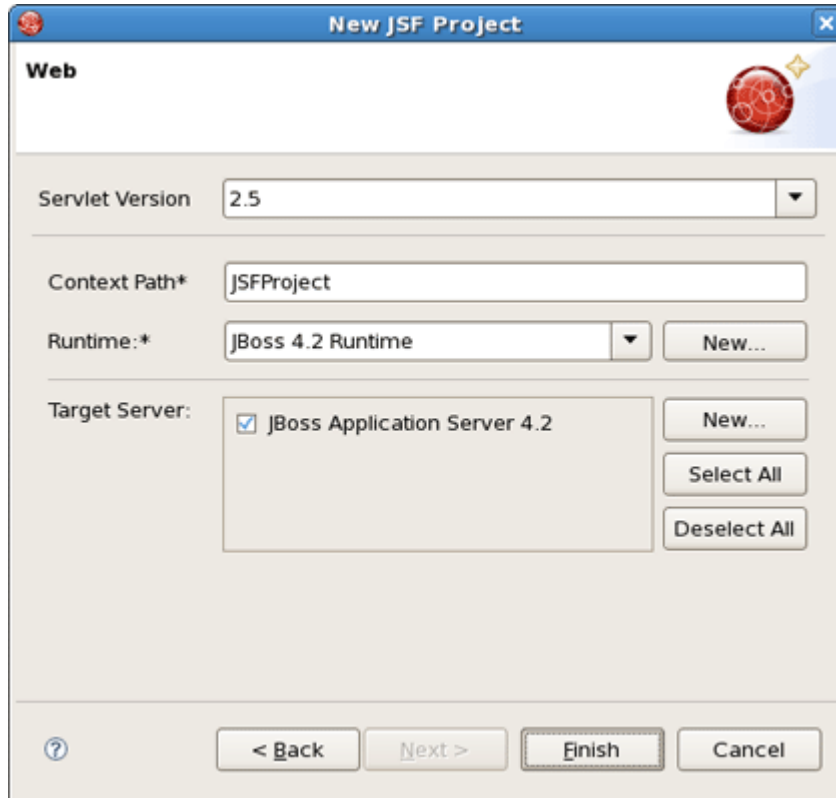 New JSF Project
Web
Servlet Version 2.5
Context Path* JSFProject
Runtime:* JBoss 4.2 Runtime New...
Target Server: JBoss Application Server 4.2 New...
Select All
Deselect All
? < Back Next > Finish Cancel